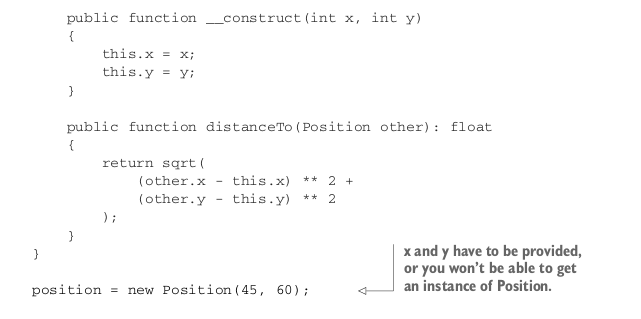 public function __construct(int x, int y)
{
this.x = x;
this.y = y;
}
public function distanceTo(Position other): float
{
return sqrt(
(other.x - this.x) ** 2 +
(other.y - this.y) ** 2
);
}
}
position = new Position(45, 60);
x and y have to be provided,
or you won't be able to get
an instance of Position.